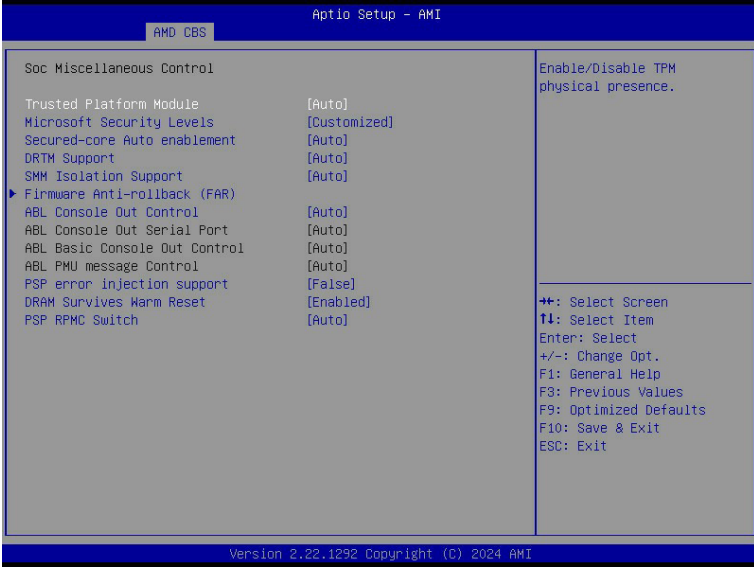 Aptio Setup - AMI
AMD CBS
Soc Miscellaneous Control
Trusted Platform Module [Auto]
Microsoft Security Levels [Customized]
Secured-core Auto enablement [Auto]
DRTM Support [Auto]
SMM Isolation Support [Auto]
Firmware Anti-rollback (FAR)
ABL Console Out Control [Auto]
ABL Console Out Serial Port [Auto]
ABL Basic Console Out Control [Auto]
ABL PMU message Control [Auto]
PSP error injection support [False]
DRAM Survives Warm Reset [Enabled]
PSP RPMC Switch [Auto]
Enable/Disable TPM
physical presence.
→←: Select Screen
↑↓: Select Item
Enter: Select
+/-: Change Opt.
F1: General Help
F3: Previous Values
F9: Optimized Defaults
F10: Save & Exit
ESC: Exit
Version 2.22.1292 Copyright (C) 2024 AMI